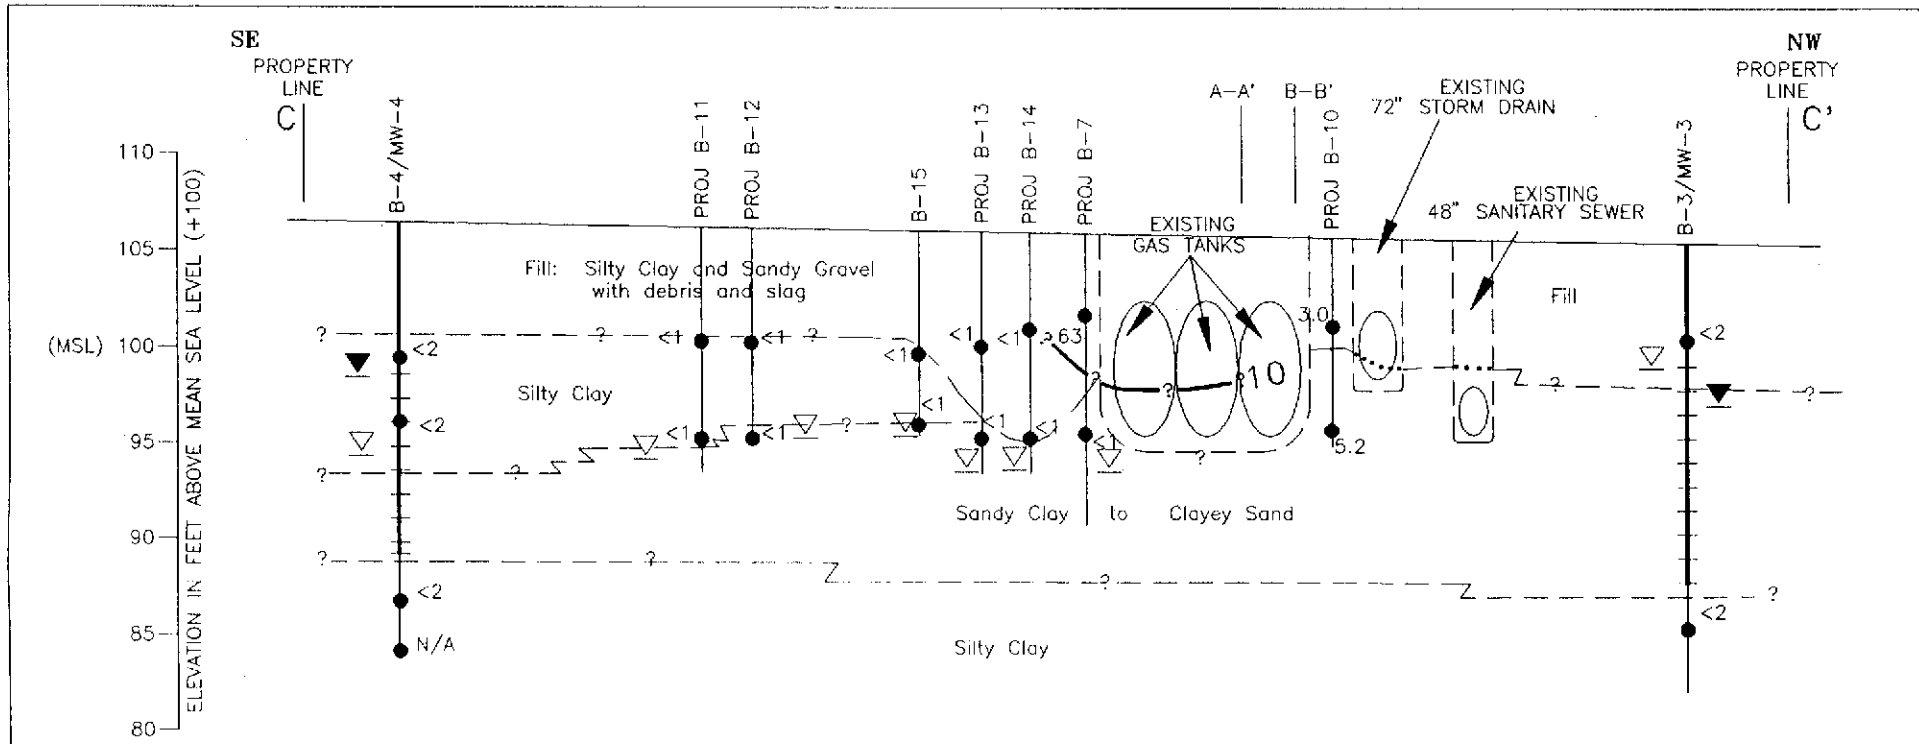 SE
NW
PROPERTY
LINE
C
PROPERTY
LINE
C'
A-A'
B-B'
EXISTING
72" STORM DRAIN
EXISTING
48" SANITARY SEWER
B-4/MW-4
PROJ B-11
PROJ B-12
B-15
PROJ B-13
PROJ B-14
PROJ B-7
PROJ B-10
B-3/MW-3
EXISTING
GAS TANKS
ELEVATION IN FEET ABOVE MEAN SEA LEVEL (+100)
(MSL)
110
105
100
95
90
85
80
Fill: Silty Clay and Sandy Gravel
with debris and slag
Fill
? ? ?
<2
<1
<1
<1
<1
<1
?
63
3.0
<2
Silty Clay
? ? ?
10
? ?
<2
<1
<1
?
<1
<1
<1
<1
5.2
? ?
?
Sandy Clay to Clayey Sand
? ? ? ?
<2
<2
N/A
Silty Clay